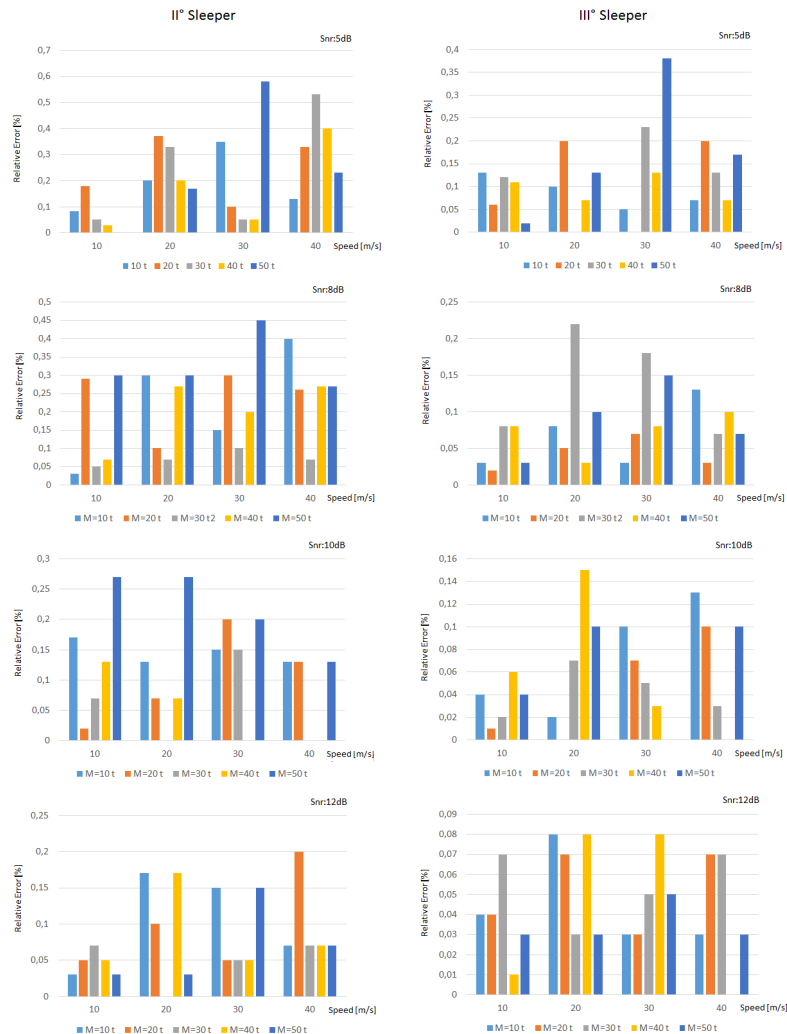 II° Sleeper
Snr:5dB
Relative Error [%]
0,7
0,6
0,5
0,4
0,3
0,2
0,1
0
10 20 30 40 Speed [m/s]
10 t 20 t 30 t 40 t 50 t
III° Sleeper
Snr:5dB
Relative Error [%]
0,4
0,35
0,3
0,25
0,2
0,15
0,1
0,05
0
10 20 30 40 Speed [m/s]
10 t 20 t 30 t 40 t 50 t
Snr:8dB
Relative Error [%]
0,5
0,45
0,4
0,35
0,3
0,25
0,2
0,15
0,1
0,05
0
10 20 30 40 Speed [m/s]
M=10 t M=20 t M=30 t2 M=40 t M=50 t
Snr:8dB
Relative Error [%]
0,25
0,2
0,15
0,1
0,05
0
10 20 30 40 Speed [m/s]
M=10 t M=20 t M=30 t M=40 t M=50 t
Snr:10dB
Relative Error [%]
0,3
0,25
0,2
0,15
0,1
0,05
0
10 20 30 40 Speed [m/s]
M=10 t M=20 t M=30 t M=40 t M=50 t
Snr:10dB
Relative Error [%]
0,16
0,14
0,12
0,1
0,08
0,06
0,04
0,02
0
10 20 30 40 Speed [m/s]
M=10 t M=20 t M=30 t M=40 t M=50 t
Snr:12dB
Relative Error [%]
0,25
0,2
0,15
0,1
0,05
0
10 20 30 40 Speed [m/s]
M=10 t M=20 t M=30 t M=40 t M=50 t
Snr:12dB
Relative Error [%]
0,09
0,08
0,07
0,06
0,05
0,04
0,03
0,02
0,01
0
10 20 30 40 Speed [m/s]
M=10 t M=20 t M=30 t M=40 t M=50 t